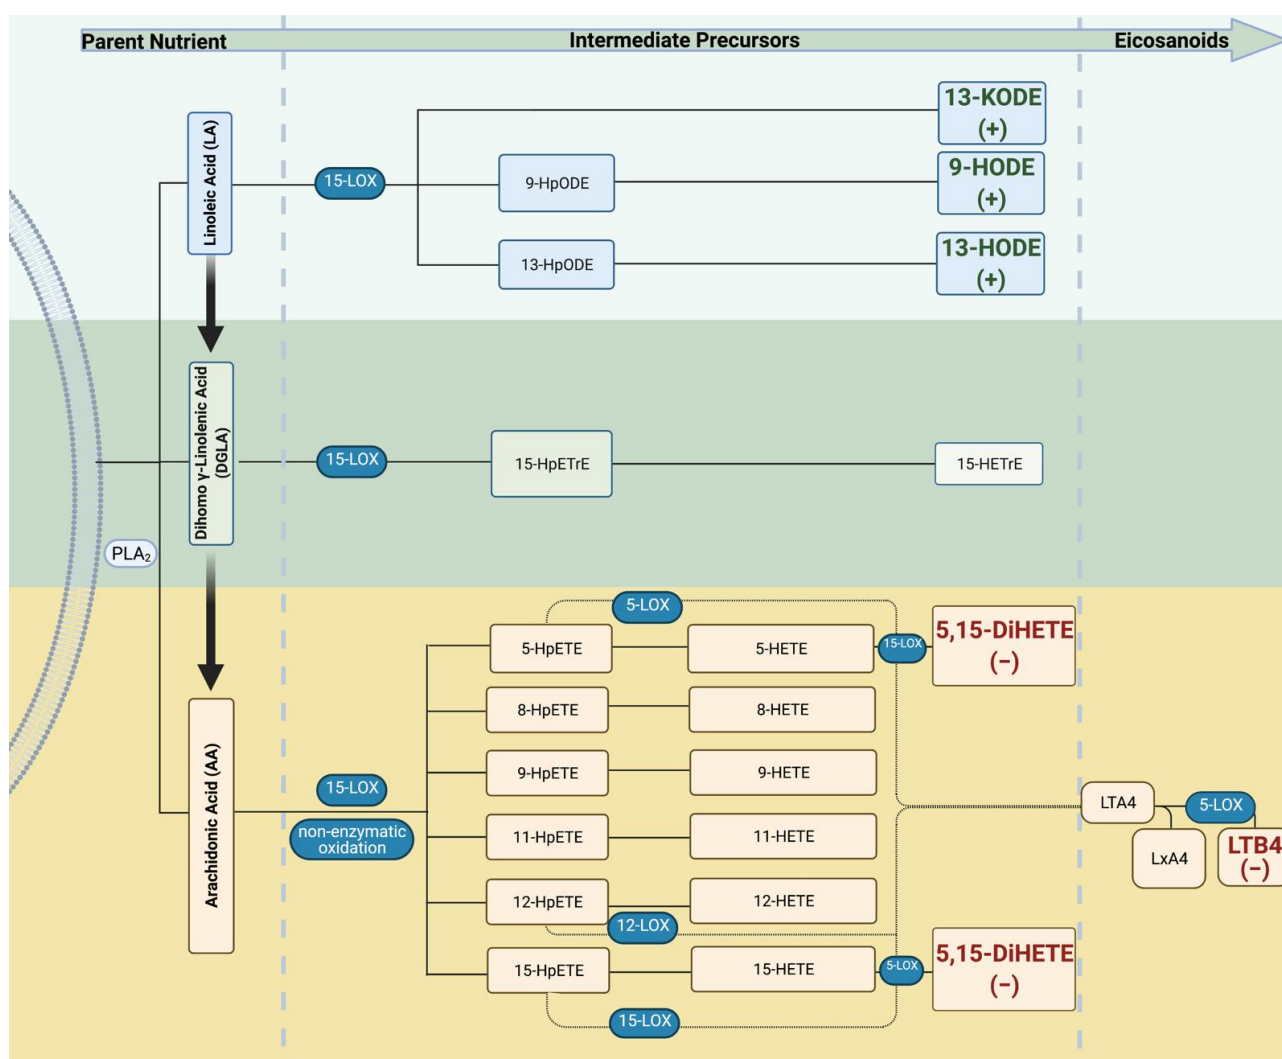 Parent Nutrient
Intermediate Precursors
Eicosanoids
Linoleic Acid (LA)
15-LOX
13-KODE
(+)
9-HpODE
9-HODE
(+)
13-HpODE
13-HODE
(+)
Dihomo γ-Linolenic Acid
(DGLA)
15-LOX
15-HpETrE
15-HETrE
PLA₂
Arachidonic Acid (AA)
15-LOX
non-enzymatic
oxidation
5-LOX
5-HpETE
5-HETE
15-LOX
5,15-DiHETE
(−)
8-HpETE
8-HETE
9-HpETE
9-HETE
11-HpETE
11-HETE
12-HpETE
12-HETE
12-LOX
15-HpETE
15-HETE
5-LOX
5,15-DiHETE
(−)
15-LOX
LTA4
5-LOX
LxA4
LTB4
(−)